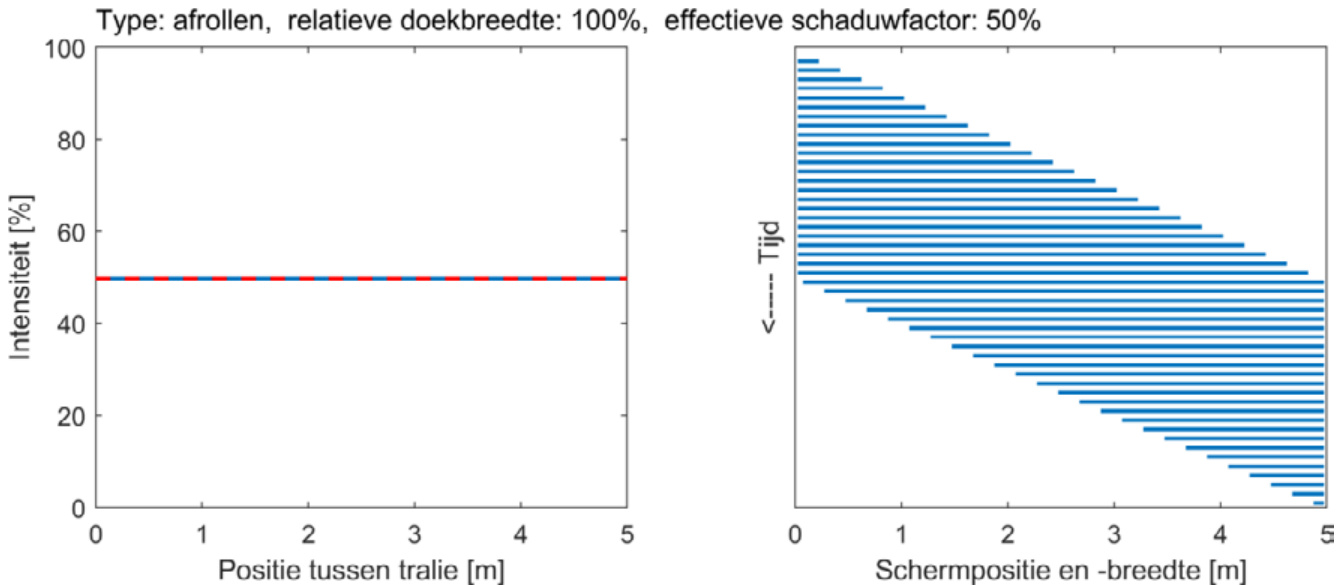 Type: afrollen, relatieve doekbreedte: 100%, effectieve schaduwfactor: 50%
100
80
60
40
20
0
Intensiteit [%]
0 1 2 3 4 5
Positie tussen tralie [m]
<----- Tijd
0 1 2 3 4 5
Schermpositie en -breedte [m]